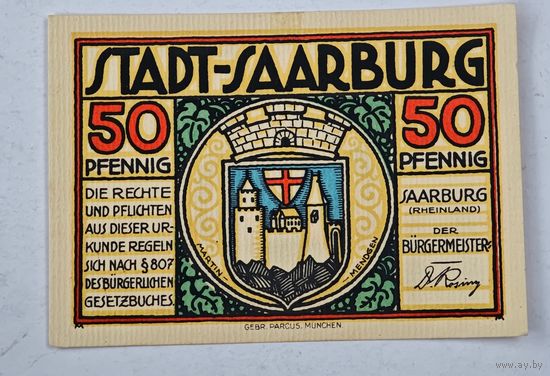 STADT-SAARBURG
50
PFENNIG
DIE RECHTE
UND PFLICHTEN
AUS DIESER UR-
KUNDE REGELN
SICH NACH § 807
DES BÜRGERLICHEN
GESETZBUCHES.
MARTIN
MENDGEN
50
PFENNIG
SAARBURG
(RHEINLAND)
DER
BÜRGERMEISTER:
GEBR. PARCUS, MÜNCHEN
www.ay.by